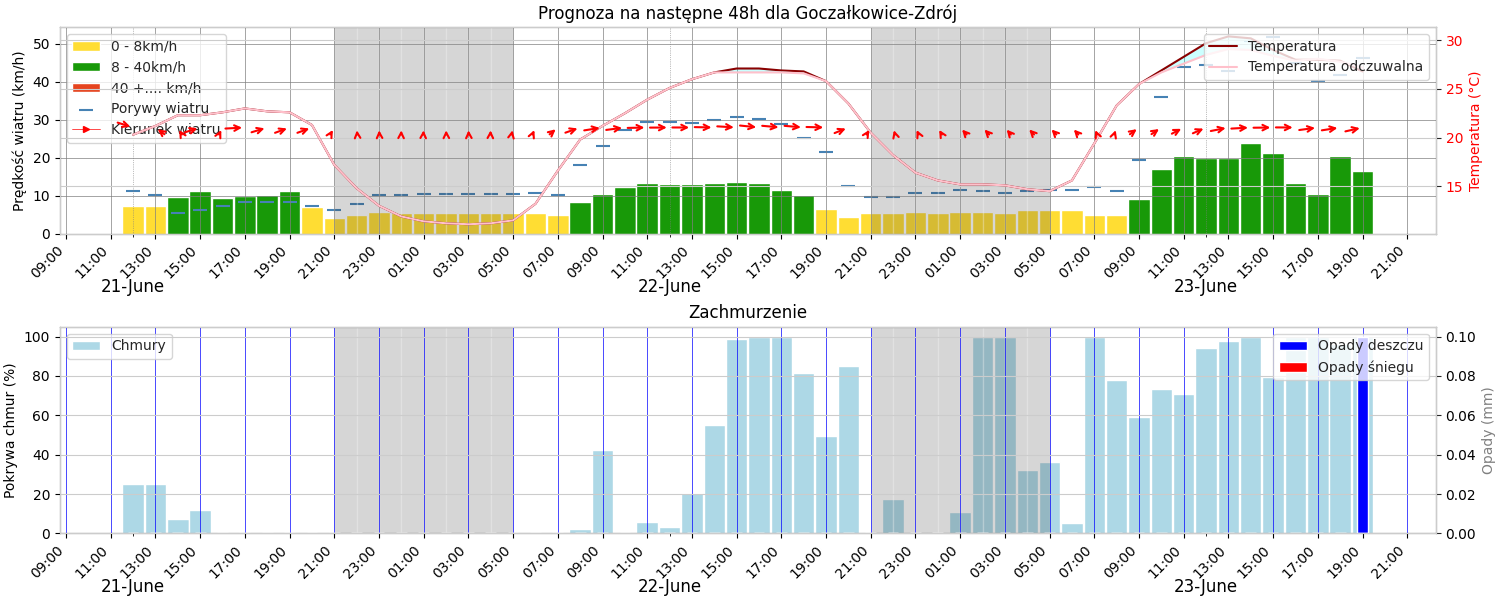 Prognoza na następne 48h dla Goczałkowice-Zdrój
Prędkość wiatru (km/h)
50
40
30
20
10
0
0 - 8km/h
8 - 40km/h
40 +.... km/h
Porywy wiatru
Kierunek wiatru
Temperatura
Temperatura odczuwalna
30
25
20
15
Temperatura (°C)
09:00 11:00 13:00 15:00 17:00 19:00 21:00 23:00 01:00 03:00 05:00 07:00 09:00 11:00 13:00 15:00 17:00 19:00 21:00 23:00 01:00 03:00 05:00 07:00 09:00 11:00 13:00 15:00 17:00 19:00 21:00
21-June 22-June 23-June
Zachmurzenie
Pokrywa chmur (%)
100
80
60
40
20
0
Chmury
Opady deszczu
Opady śniegu
0.10
0.08
0.06
0.04
0.02
0.00
Opady (mm)
09:00 11:00 13:00 15:00 17:00 19:00 21:00 23:00 01:00 03:00 05:00 07:00 09:00 11:00 13:00 15:00 17:00 19:00 21:00 23:00 01:00 03:00 05:00 07:00 09:00 11:00 13:00 15:00 17:00 19:00 21:00
21-June 22-June 23-June